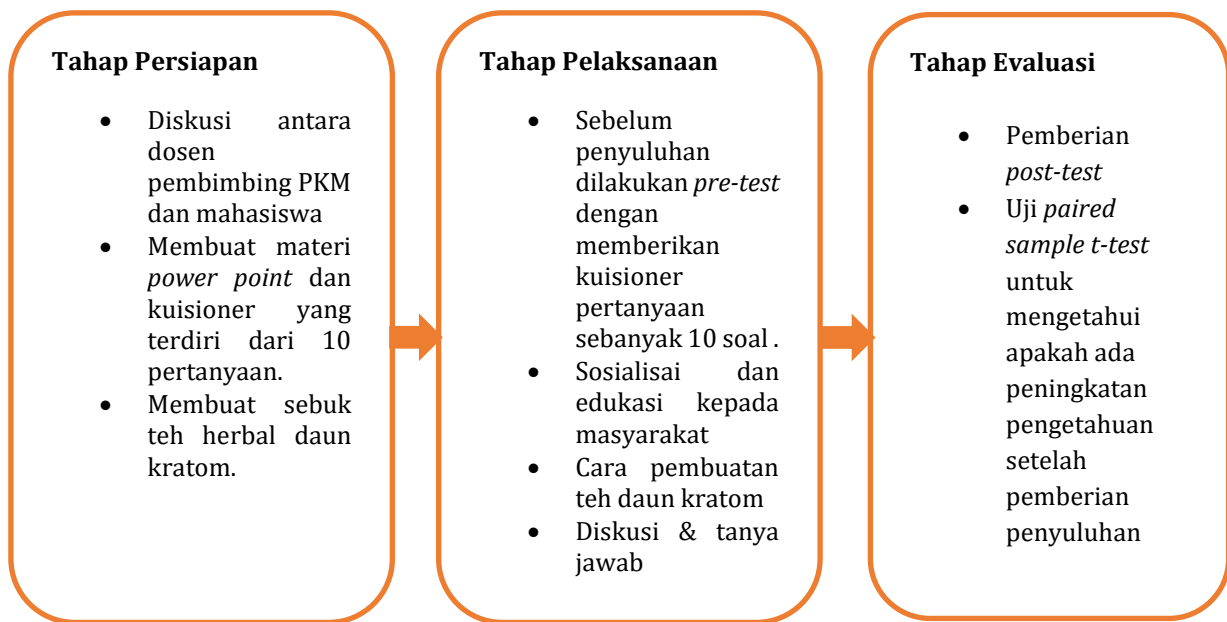 Tahap Persiapan
• Diskusi antara
dosen
pembimbing PKM
dan mahasiswa
• Membuat materi
power point dan
kuisioner yang
terdiri dari 10
pertanyaan.
• Membuat sebuk
teh herbal daun
kratom.
Tahap Pelaksanaan
• Sebelum
penyuluhan
dilakukan pre-test
dengan
memberikan
kuisioner
pertanyaan
sebanyak 10 soal .
• Sosialisai dan
edukasi kepada
masyarakat
• Cara pembuatan
teh daun kratom
• Diskusi & tanya
jawab
Tahap Evaluasi
• Pemberian
post-test
• Uji paired
sample t-test
untuk
mengetahui
apakah ada
peningkatan
pengetahuan
setelah
pemberian
penyuluhan